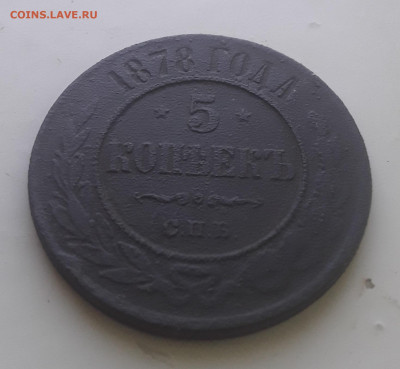 COINS.LAVE.RU
1878 ГОДА
5
КОПѢЕКЪ
С.П.Б.